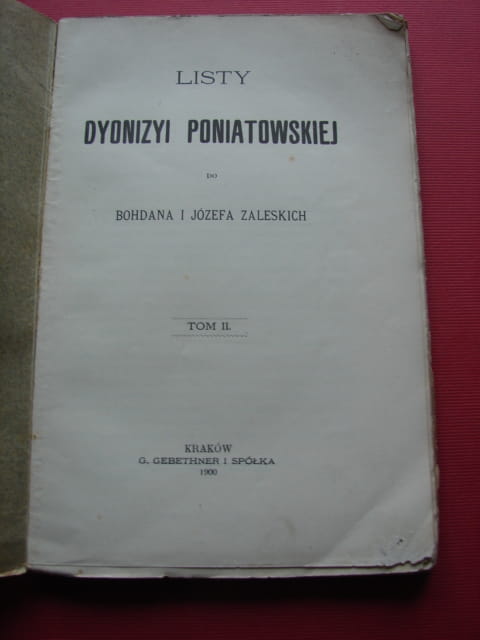 LISTY
DYONIZYI PONIATOWSKIEJ
DO
BOHDANA I JÓZEFA ZALESKICH
TOM II.
KRAKÓW
G. GEBETHNER I SPÓŁKA
1900